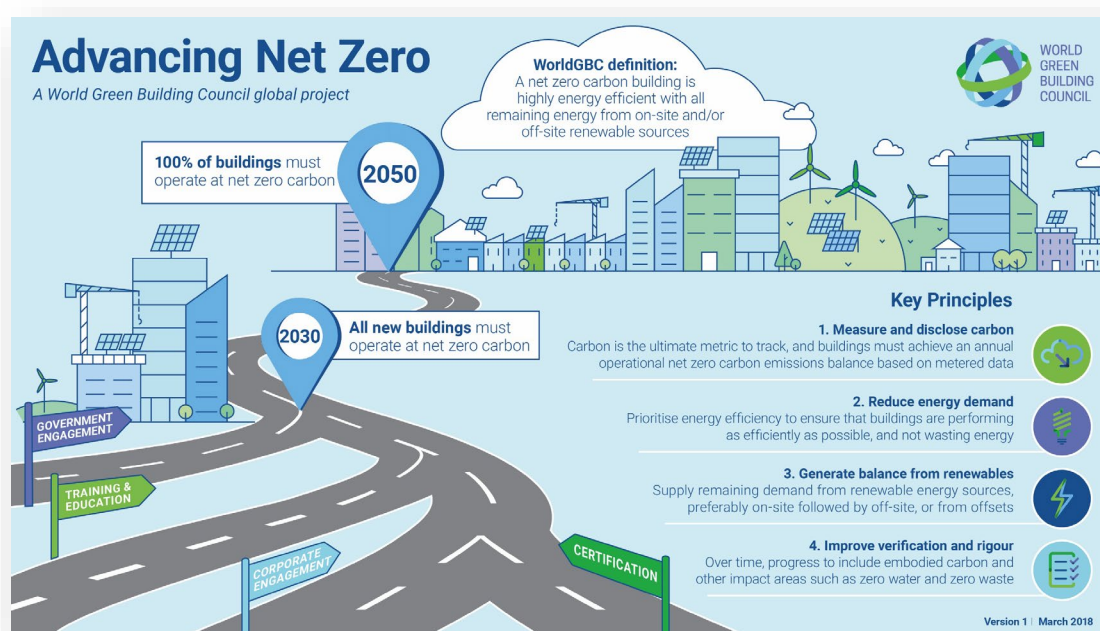 Advancing Net Zero
A World Green Building Council global project
WorldGBC definition:
A net zero carbon building is
highly energy efficient with all
remaining energy from on-site and/or
off-site renewable sources
WORLD
GREEN
BUILDING
COUNCIL
100% of buildings must
operate at net zero carbon
2050
2030
All new buildings must
operate at net zero carbon
GOVERNMENT
ENGAGEMENT
TRAINING &
EDUCATION
CORPORATE
ENGAGEMENT
CERTIFICATION
Key Principles
1. Measure and disclose carbon
Carbon is the ultimate metric to track, and buildings must achieve an annual
operational net zero carbon emissions balance based on metered data
2. Reduce energy demand
Prioritise energy efficiency to ensure that buildings are performing
as efficiently as possible, and not wasting energy
3. Generate balance from renewables
Supply remaining demand from renewable energy sources,
preferably on-site followed by off-site, or from offsets
4. Improve verification and rigour
Over time, progress to include embodied carbon and
other impact areas such as zero water and zero waste
Version 1 | March 2018